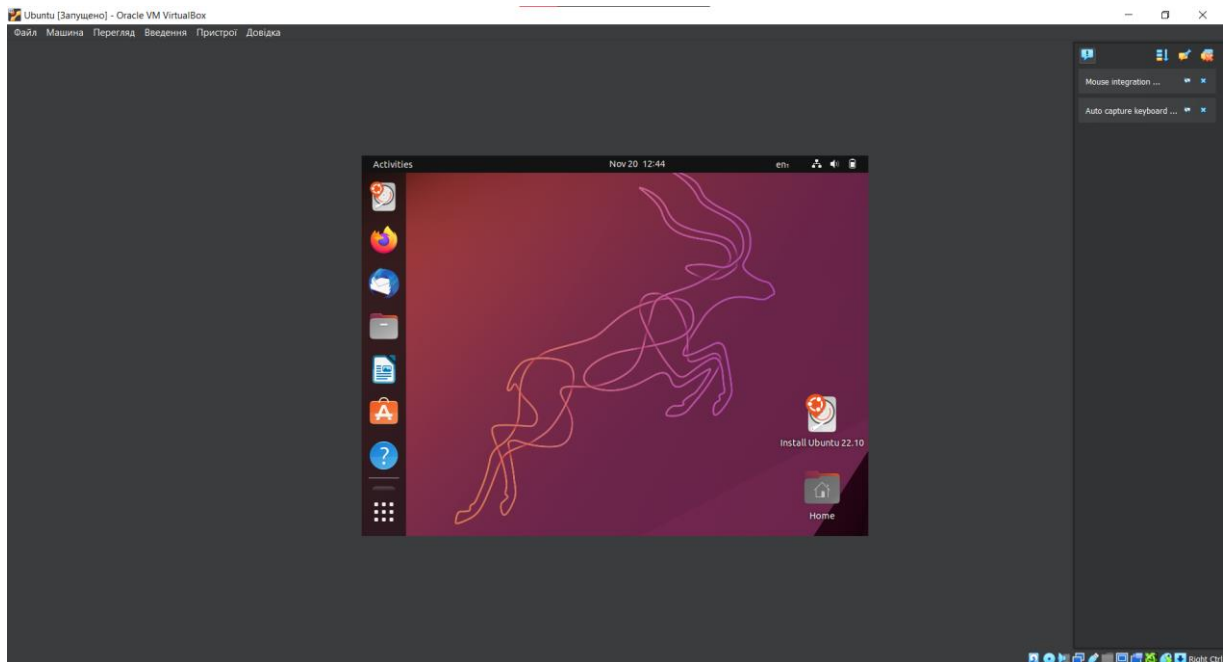 Ubuntu [Запущено] - Oracle VM VirtualBox
Файл Машина Перегляд Введення Пристрої Довідка
Mouse integration ...
Auto capture keyboard ...
Activities Nov 20 12:44 en₁
Install Ubuntu 22.10
Home
Right Ctrl